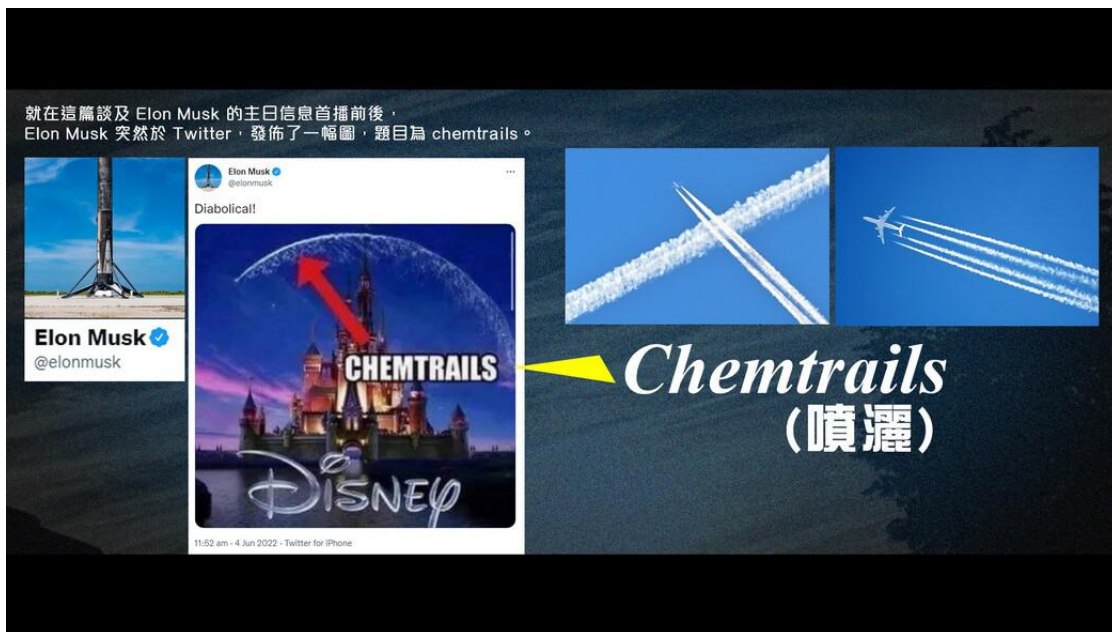 就在這篇談及 Elon Musk 的主日信息首播前後，
Elon Musk 突然於 Twitter，發佈了一幅圖，題目為 chemtrails。
Elon Musk
@elonmusk
Elon Musk
@elonmusk
...
Diabolical!
CHEMTRAILS
DISNEY
11:52 am - 4 Jun 2022 - Twitter for iPhone
Chemtrails
(噴灑)